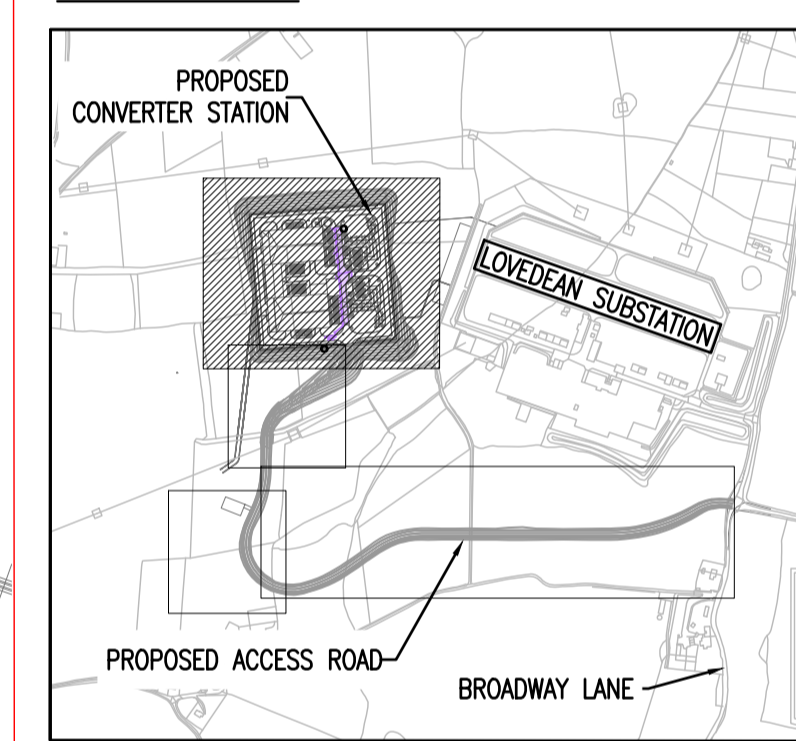 PROPOSED
CONVERTER STATION
LOVEDEAN SUBSTATION
PROPOSED ACCESS ROAD
BROADWAY LANE